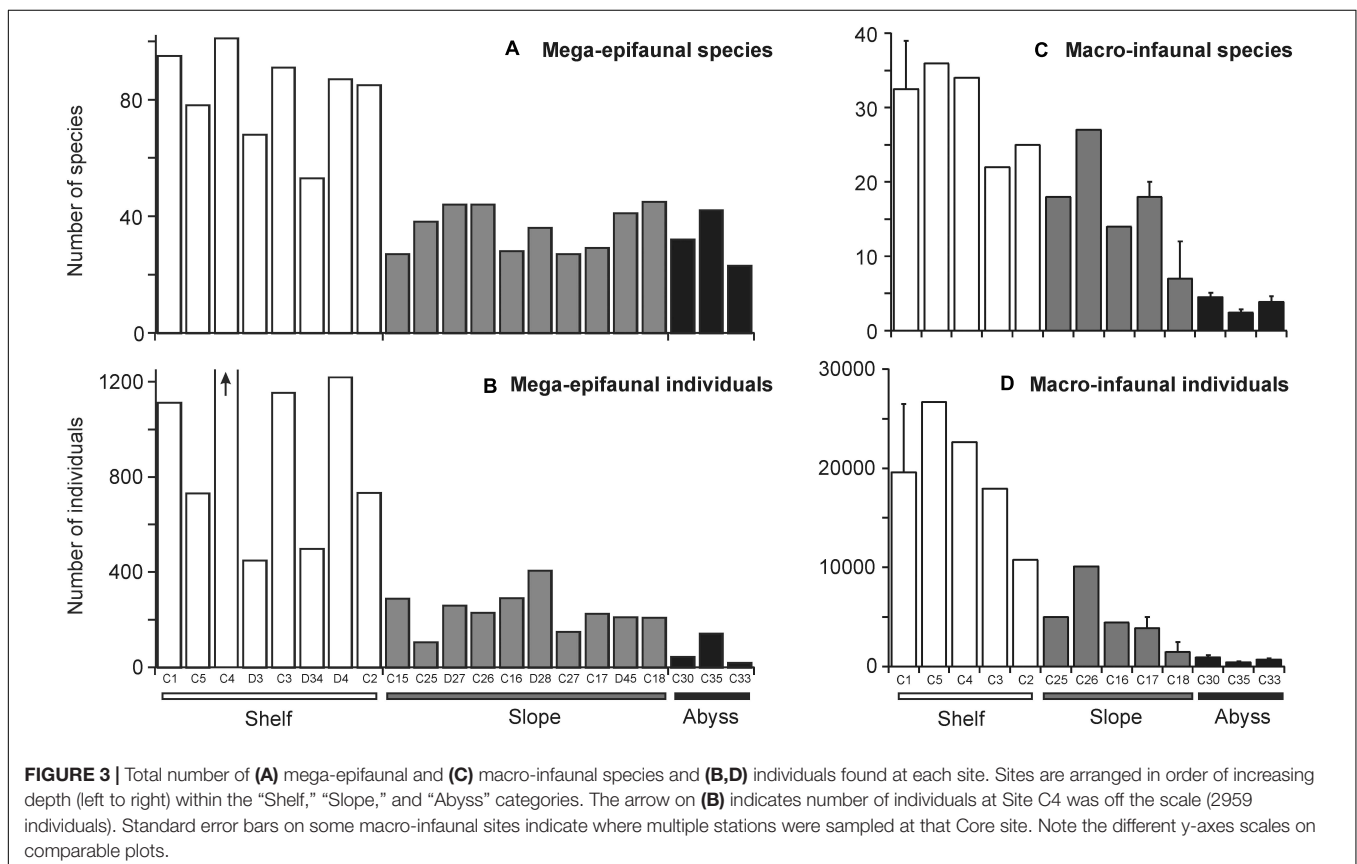 A Mega-epifaunal species
Number of species
80
40
0
B Mega-epifaunal individuals
Number of individuals
1200
800
400
0
C1 C5 C4 D3 C3 D34 D4 C2 C15 C25 D27 C26 C16 D28 C27 C17 D45 C18 C30 C35 C33
Shelf Slope Abyss
C Macro-infaunal species
40
30
20
10
0
D Macro-infaunal individuals
30000
20000
10000
0
C1 C5 C4 C3 C2 C25 C26 C16 C17 C18 C30 C35 C33
Shelf Slope Abyss
FIGURE 3 | Total number of (A) mega-epifaunal and (C) macro-infaunal species and (B,D) individuals found at each site. Sites are arranged in order of increasing
depth (left to right) within the “Shelf,” “Slope,” and “Abyss” categories. The arrow on (B) indicates number of individuals at Site C4 was off the scale (2959
individuals). Standard error bars on some macro-infaunal sites indicate where multiple stations were sampled at that Core site. Note the different y-axes scales on
comparable plots.